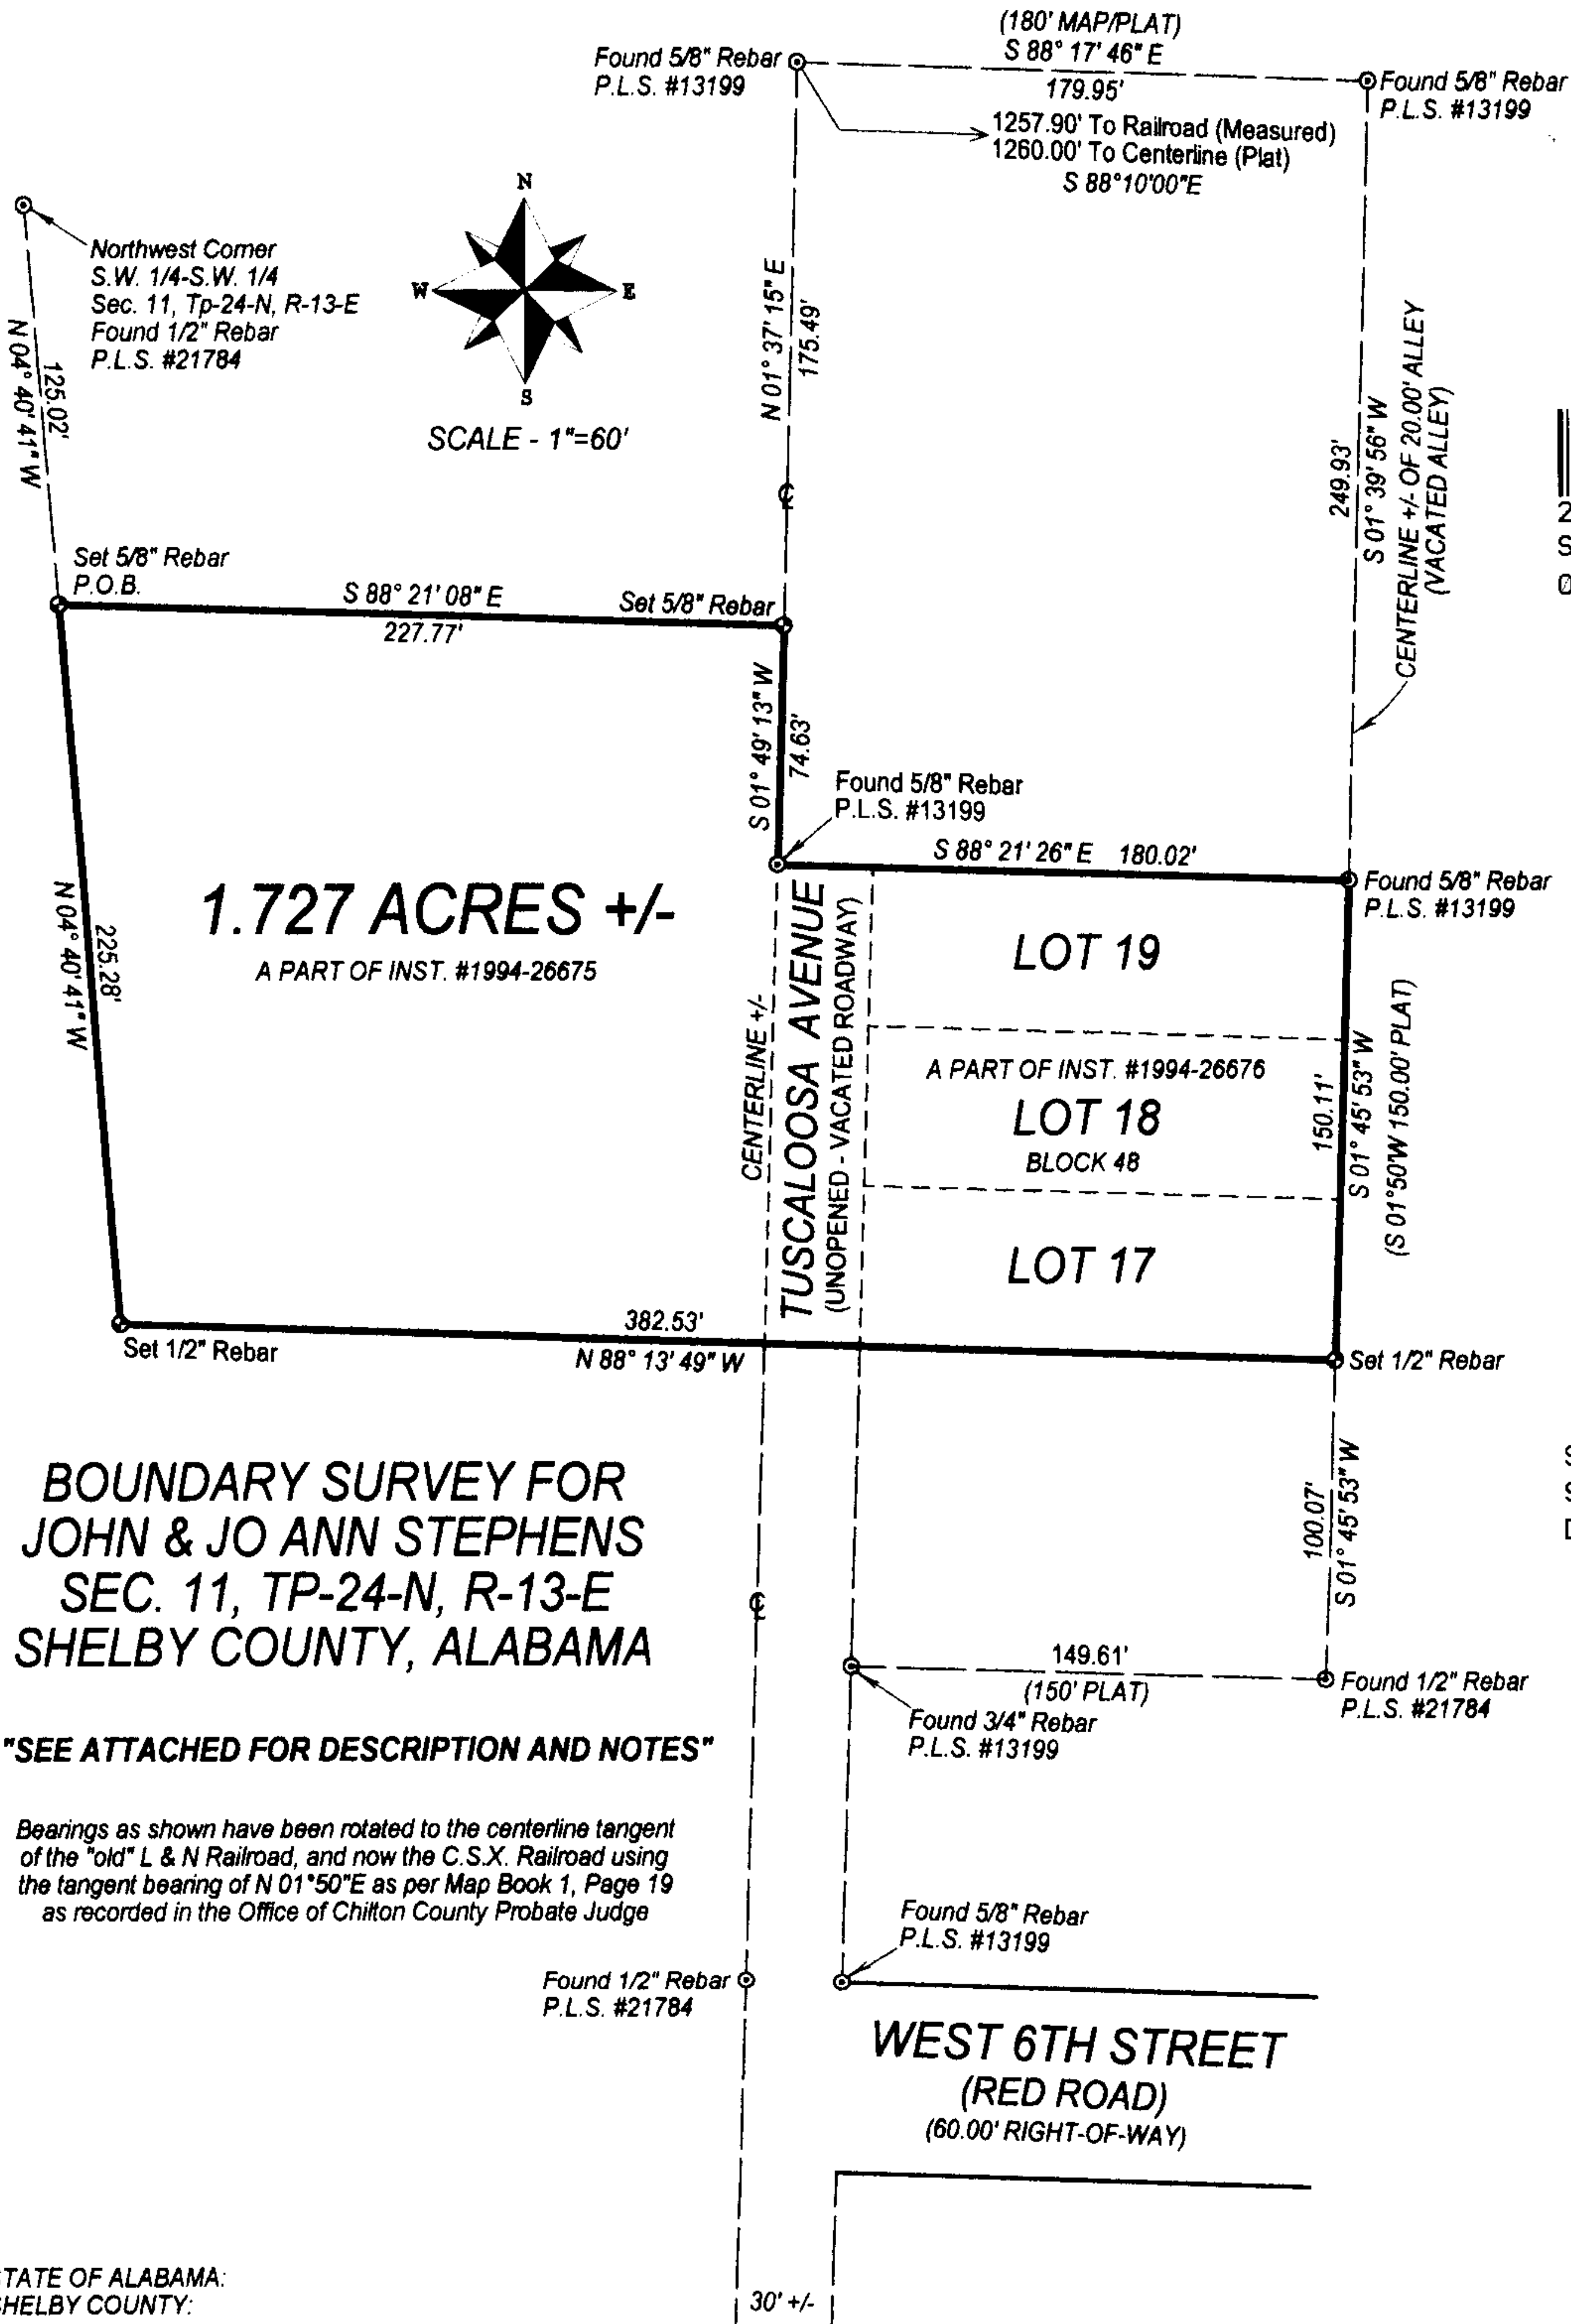 (180' MAP/PLAT)
S 88° 17' 46" E
179.95'
Found 5/8" Rebar
P.L.S. #13199
Found 5/8" Rebar
P.L.S. #13199
1257.90' To Railroad (Measured)
1260.00' To Centerline (Plat)
S 88°10'00"E
Northwest Corner
S.W. 1/4-S.W. 1/4
Sec. 11, Tp-24-N, R-13-E
Found 1/2" Rebar
P.L.S. #21784
N
W
E
S
SCALE - 1"=60'
125.02'
N 04° 40' 41" W
N 01° 37' 15" E
175.49'
℄
249.93'
S 01° 39' 56" W
CENTERLINE +/- OF 20.00' ALLEY
(VACATED ALLEY)
Set 5/8" Rebar
P.O.B.
S 88° 21' 08" E
227.77'
Set 5/8" Rebar
S 01° 49' 13" W
74.63'
Found 5/8" Rebar
P.L.S. #13199
S 88° 21' 26" E 180.02'
Found 5/8" Rebar
P.L.S. #13199
1.727 ACRES +/-
A PART OF INST. #1994-26675
225.28'
N 04° 40' 41" W
CENTERLINE +/-
TUSCALOOSA AVENUE
(UNOPENED - VACATED ROADWAY)
LOT 19
A PART OF INST. #1994-26676
LOT 18
BLOCK 48
LOT 17
150.11'
S 01° 45' 53" W
(S 01°50'W 150.00' PLAT)
382.53'
N 88° 13' 49" W
Set 1/2" Rebar
Set 1/2" Rebar
BOUNDARY SURVEY FOR
JOHN & JO ANN STEPHENS
SEC. 11, TP-24-N, R-13-E
SHELBY COUNTY, ALABAMA
100.07'
S 01° 45' 53" W
℄
149.61'
(150' PLAT)
Found 1/2" Rebar
P.L.S. #21784
Found 3/4" Rebar
P.L.S. #13199
"SEE ATTACHED FOR DESCRIPTION AND NOTES"
Bearings as shown have been rotated to the centerline tangent
of the "old" L & N Railroad, and now the C.S.X. Railroad using
the tangent bearing of N 01°50"E as per Map Book 1, Page 19
as recorded in the Office of Chilton County Probate Judge
Found 5/8" Rebar
P.L.S. #13199
Found 1/2" Rebar
P.L.S. #21784
WEST 6TH STREET
(RED ROAD)
(60.00' RIGHT-OF-WAY)
TATE OF ALABAMA:
SHELBY COUNTY:
30' +/-